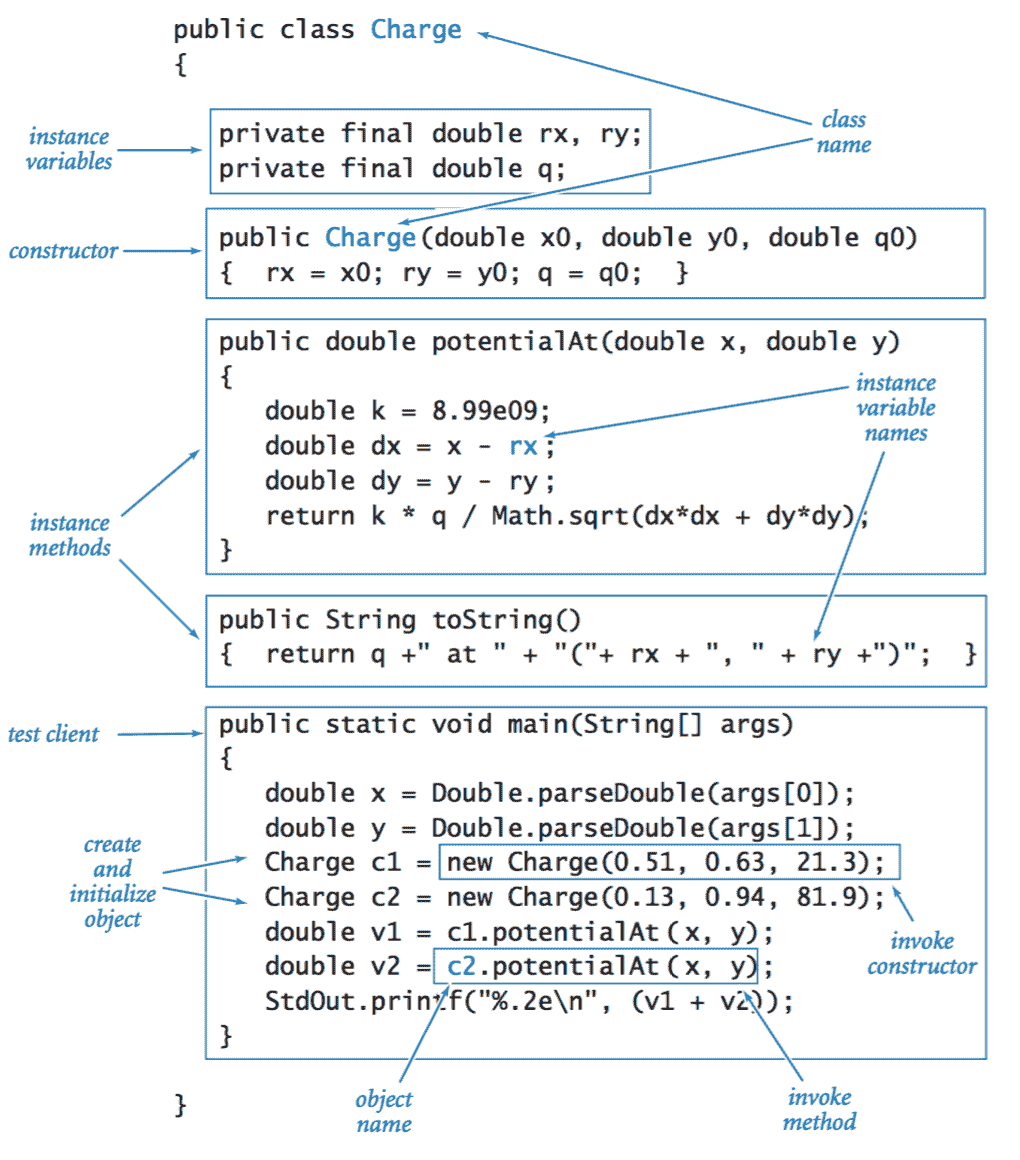 public class Charge
{
class
name
instance
variables
private final double rx, ry;
private final double q;
constructor
public Charge(double x0, double y0, double q0)
{  rx = x0; ry = y0; q = q0;  }
public double potentialAt(double x, double y)
{
instance
variable
names
double k = 8.99e09;
double dx = x - rx;
double dy = y - ry;
return k * q / Math.sqrt(dx*dx + dy*dy);
}
instance
methods
public String toString()
{  return q +" at " + "("+ rx + ", " + ry +")";  }
test client
public static void main(String[] args)
{
double x = Double.parseDouble(args[0]);
double y = Double.parseDouble(args[1]);
create
and
initialize
object
Charge c1 = new Charge(0.51, 0.63, 21.3);
Charge c2 = new Charge(0.13, 0.94, 81.9);
double v1 = c1.potentialAt(x, y);
double v2 = c2.potentialAt(x, y);
StdOut.printf("%.2e\n", (v1 + v2));
}
invoke
constructor
object
name
invoke
method
}